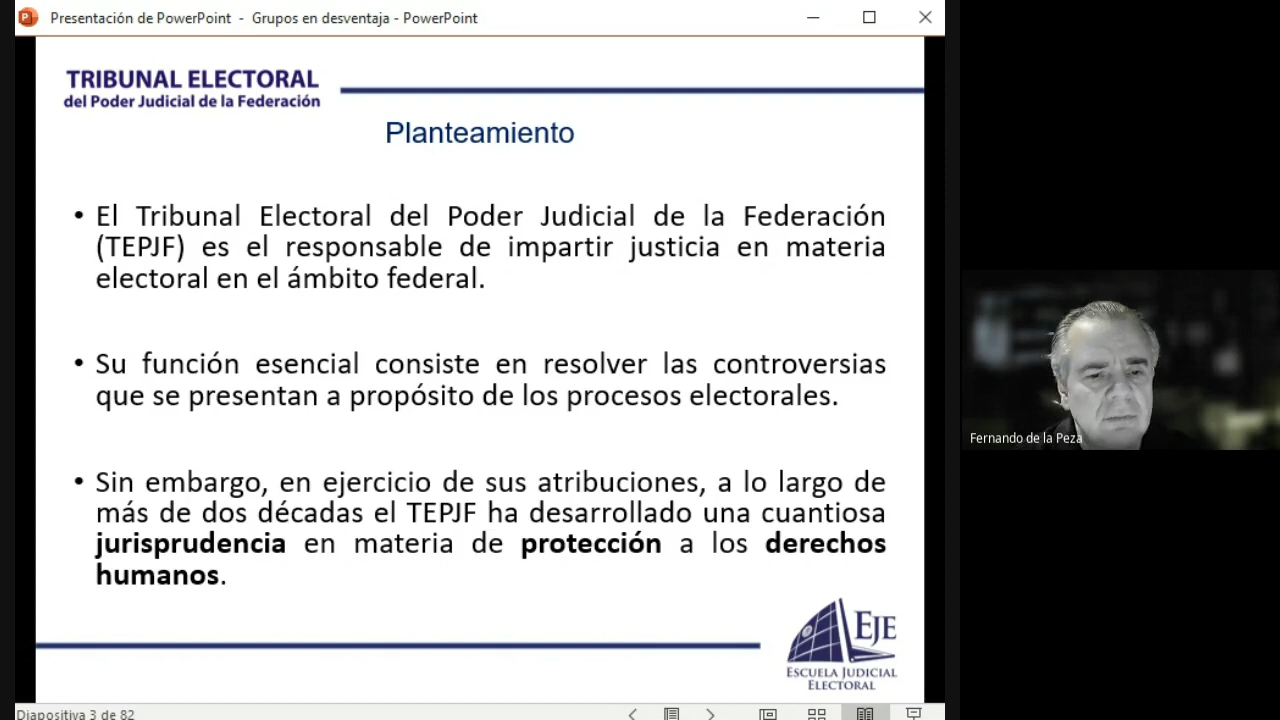 Presentación de PowerPoint - Grupos en desventaja - PowerPoint
TRIBUNAL ELECTORAL
del Poder Judicial de la Federación
Planteamiento
• El Tribunal Electoral del Poder Judicial de la Federación
(TEPJF) es el responsable de impartir justicia en materia
electoral en el ámbito federal.
• Su función esencial consiste en resolver las controversias
que se presentan a propósito de los procesos electorales.
• Sin embargo, en ejercicio de sus atribuciones, a lo largo de
más de dos décadas el TEPJF ha desarrollado una cuantiosa
jurisprudencia en materia de protección a los derechos
humanos.
EJE
ESCUELA JUDICIAL
ELECTORAL
Diapositiva 3 de 82
Fernando de la Peza